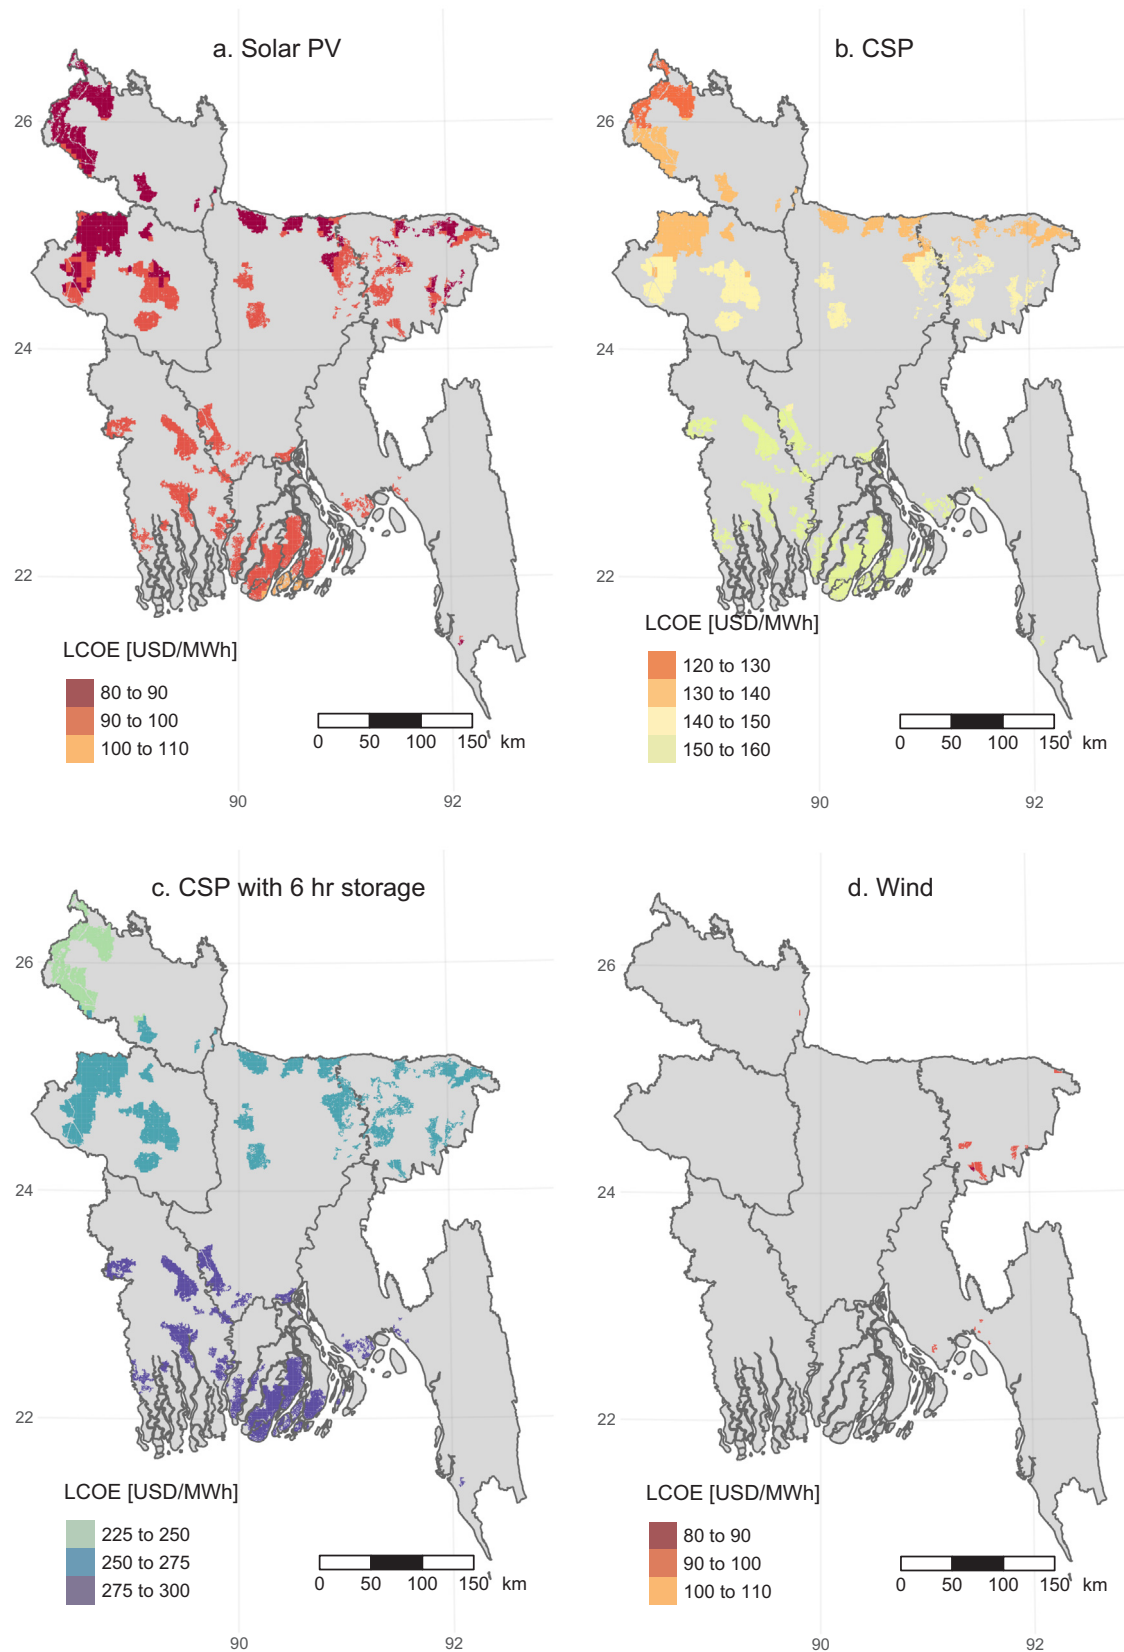 a. Solar PV
26
24
22
LCOE [USD/MWh]
80 to 90
90 to 100
100 to 110
0 50 100 150 km
90 92
b. CSP
26
24
22
LCOE [USD/MWh]
120 to 130
130 to 140
140 to 150
150 to 160
0 50 100 150 km
90 92
c. CSP with 6 hr storage
26
24
22
LCOE [USD/MWh]
225 to 250
250 to 275
275 to 300
0 50 100 150 km
90 92
d. Wind
26
24
22
LCOE [USD/MWh]
80 to 90
90 to 100
100 to 110
0 50 100 150 km
90 92